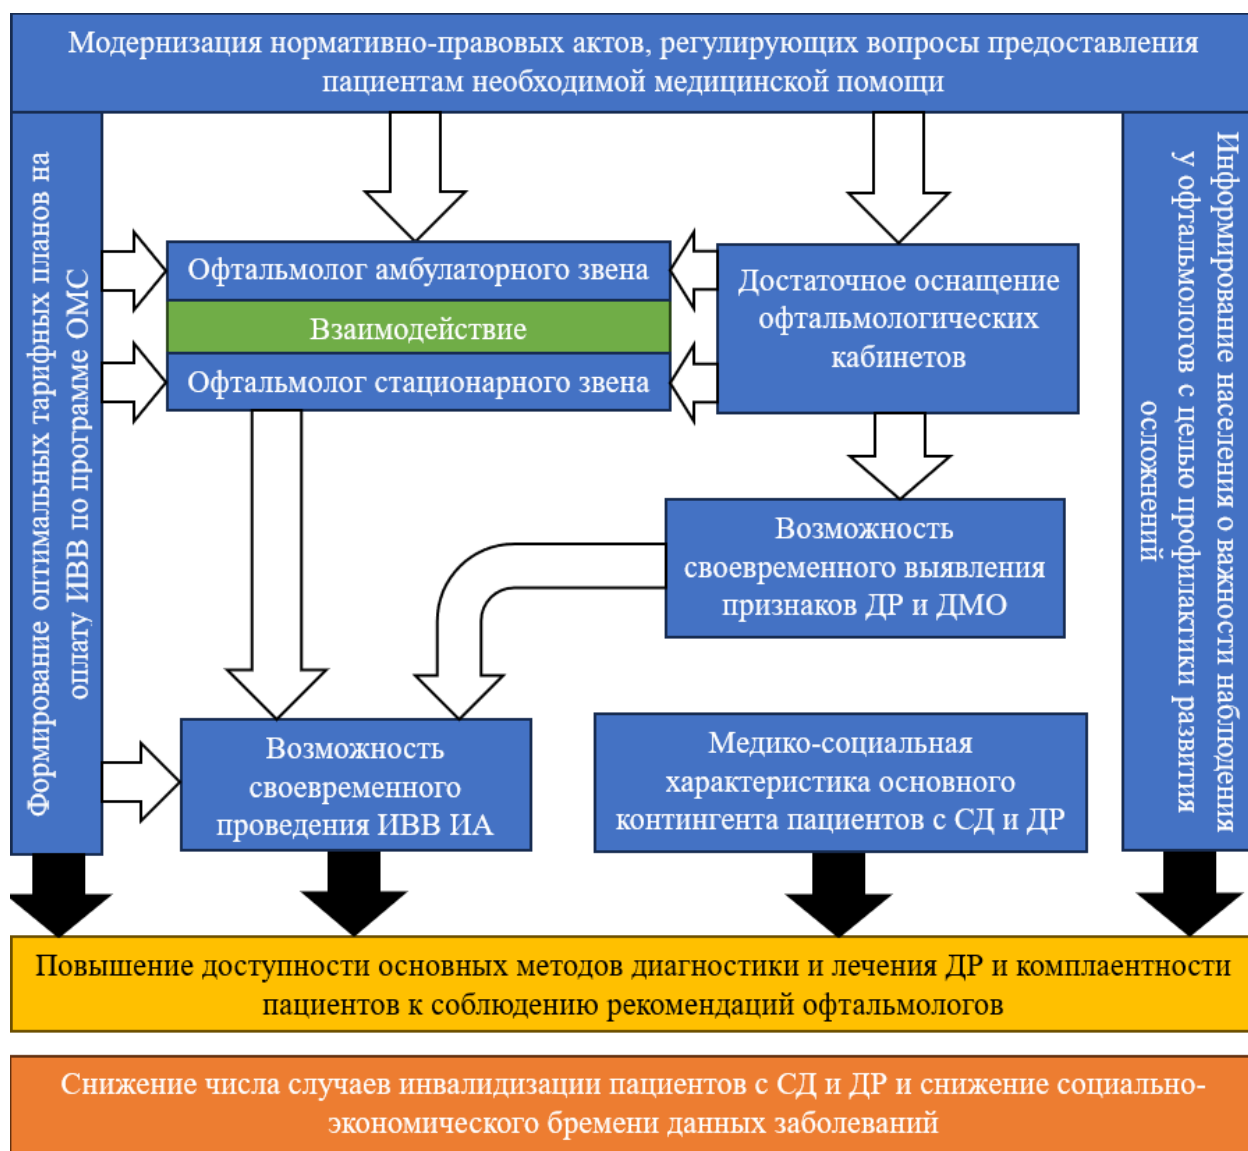 Модернизация нормативно-правовых актов, регулирующих вопросы предоставления
пациентам необходимой медицинской помощи
Формирование оптимальных тарифных планов на
оплату ИВВ по программе ОМС
Офтальмолог амбулаторного звена
Взаимодействие
Офтальмолог стационарного звена
Достаточное оснащение
офтальмологических
кабинетов
Информирование населения о важности наблюдения
у офтальмологов с целью профилактики развития
осложнений
Возможность
своевременного выявления
признаков ДР и ДМО
Возможность
своевременного
проведения ИВВ ИА
Медико-социальная
характеристика основного
контингента пациентов с СД и ДР
Повышение доступности основных методов диагностики и лечения ДР и комплаентности
пациентов к соблюдению рекомендаций офтальмологов
Снижение числа случаев инвалидизации пациентов с СД и ДР и снижение социально-
экономического бремени данных заболеваний